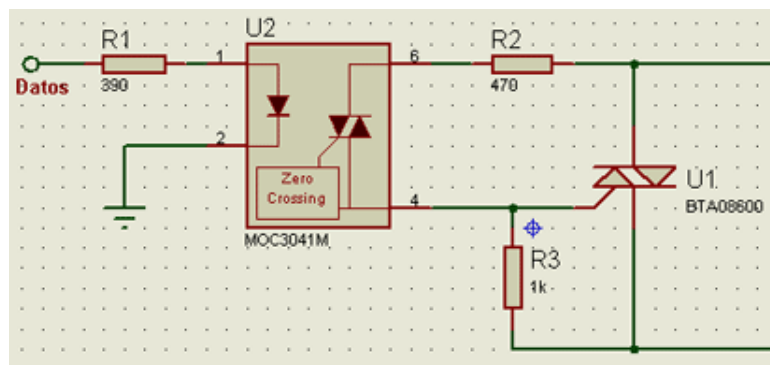 R1
390
Datos
U2
1
2
6
4
Zero
Crossing
MOC3041M
R2
470
U1
BTA08600
R3
1k